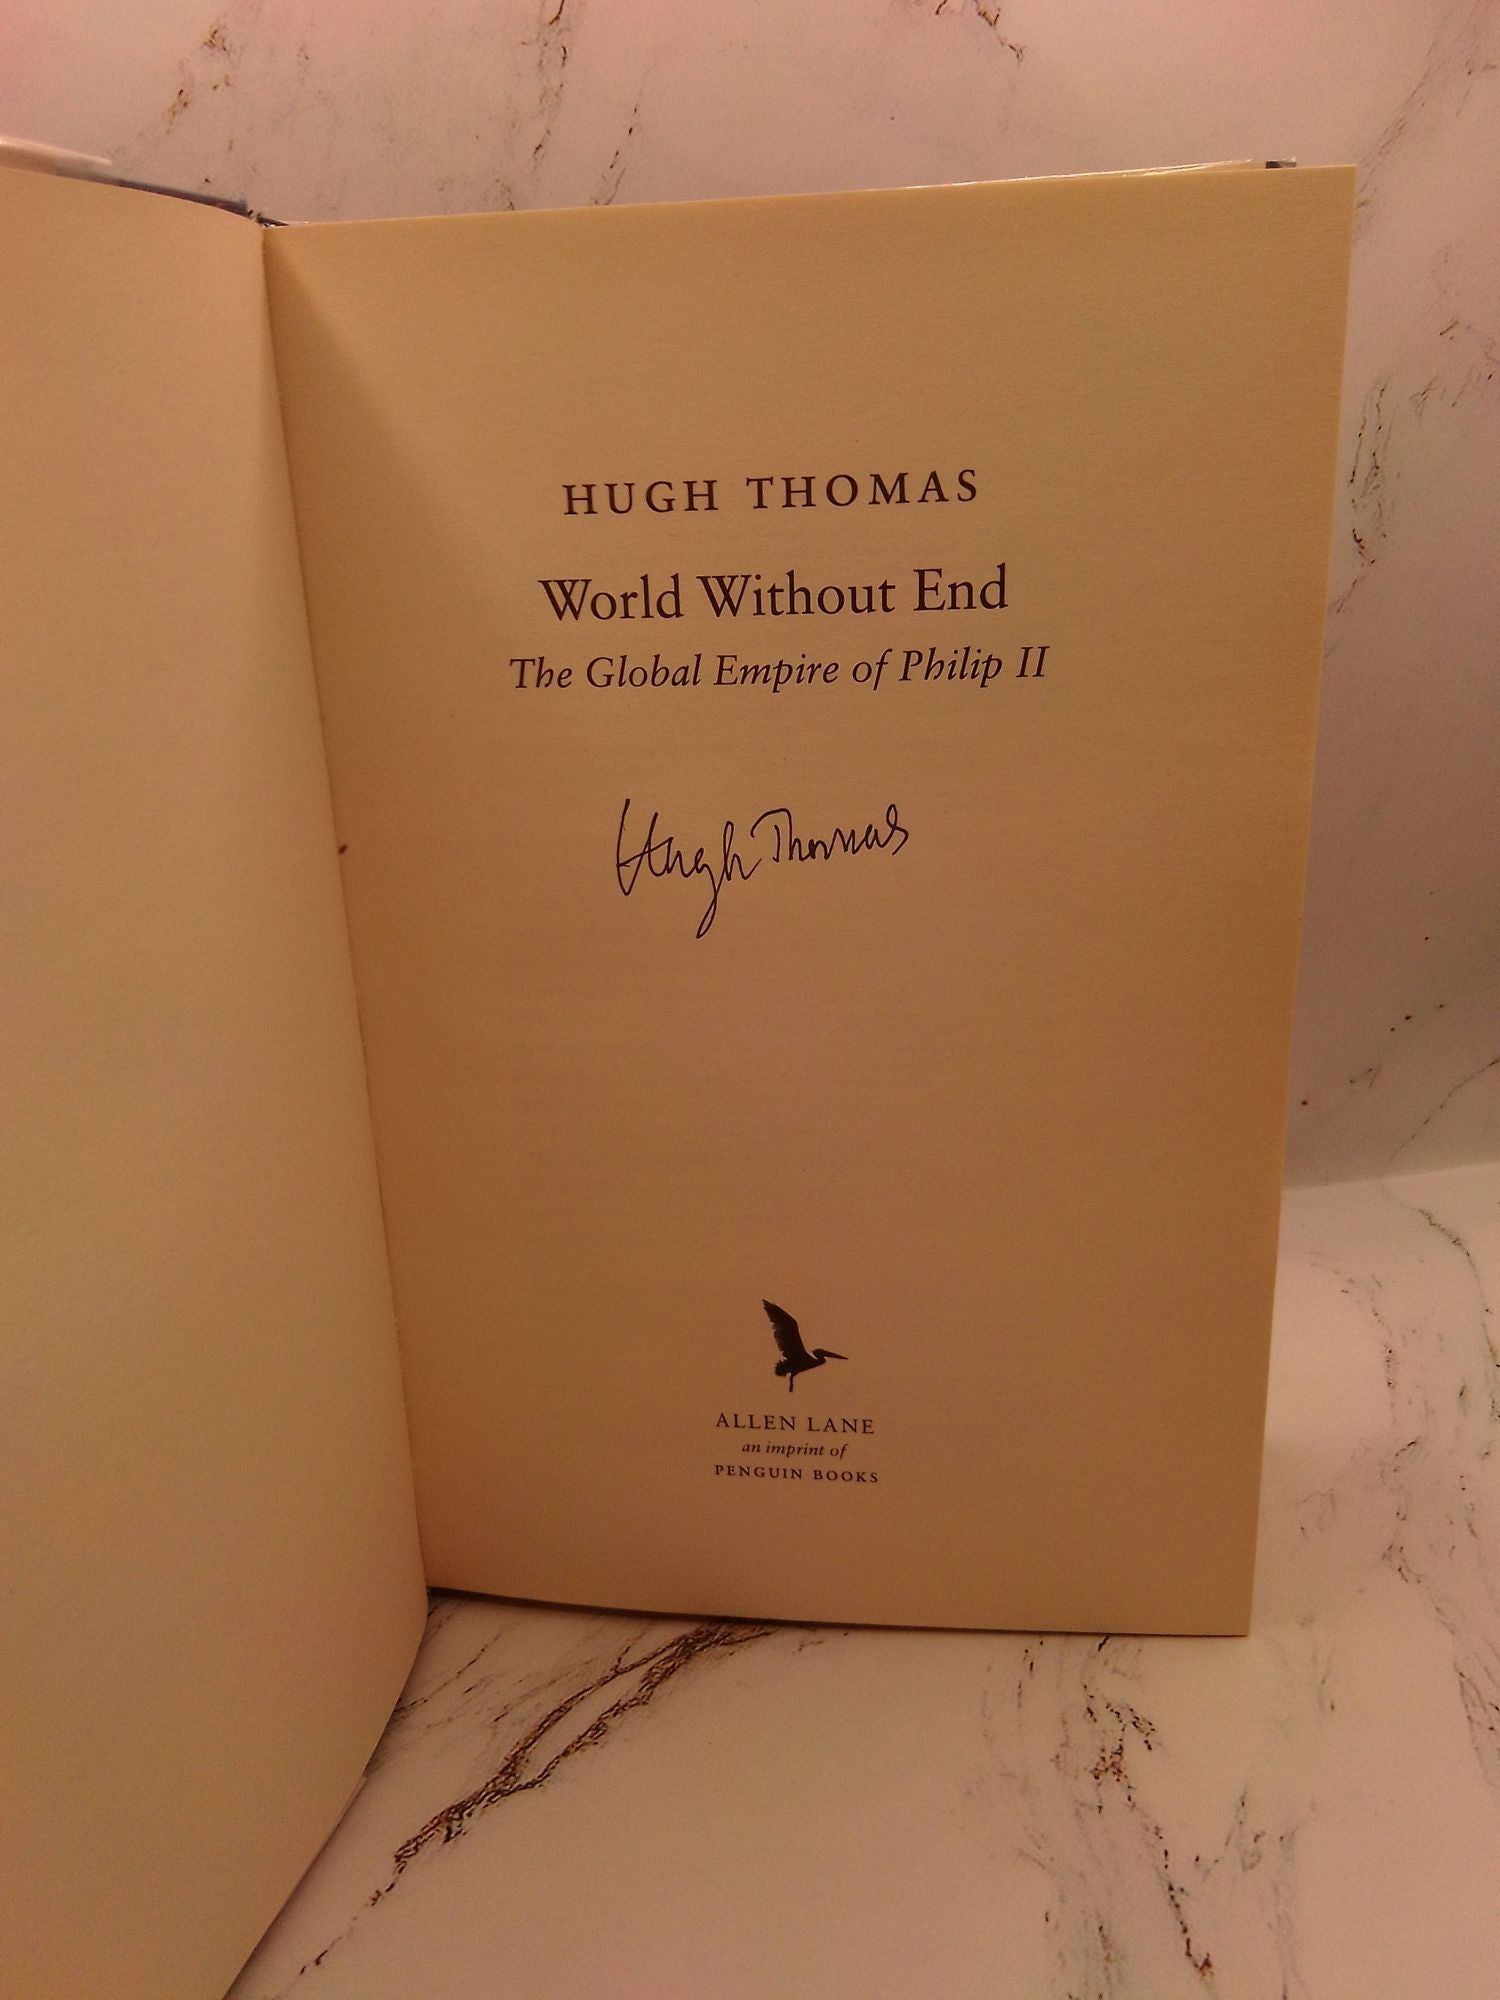 HUGH THOMAS
World Without End
The Global Empire of Philip II
Hugh Thomas
ALLEN LANE
an imprint of
PENGUIN BOOKS